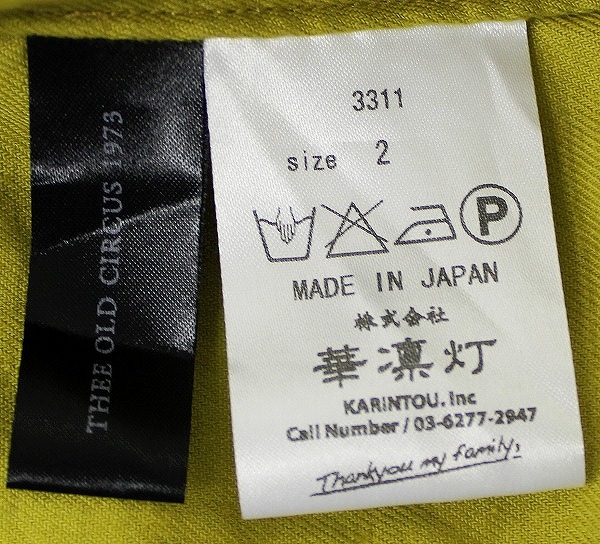 THEE OLD CIRCUS 1973
3311
size 2
P
MADE IN JAPAN
株式会社
華凛灯
KARINTOU.Inc
Call Number / 03-6277-2947
Thankyou my family;